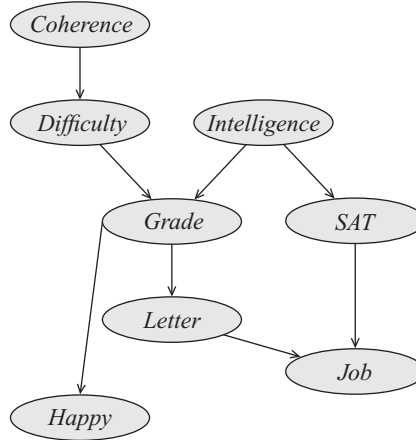 Coherence
Difficulty
Intelligence
Grade
SAT
Letter
Job
Happy